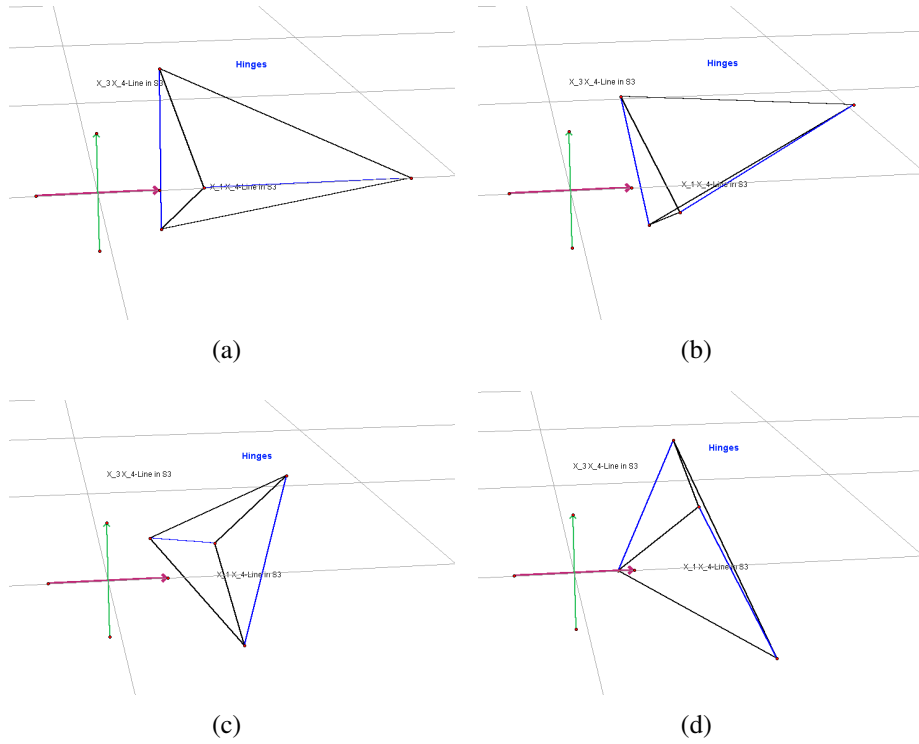 Hinges
X_3 X_4-Line in S3
X_1 X_4-Line in S3
(a)
Hinges
X_3 X_4-Line in S3
X_1 X_4-Line in S3
(b)
Hinges
X_3 X_4-Line in S3
X_1 X_4-Line in S3
(c)
Hinges
X_3 X_4-Line in S3
X_1 X_4-Line in S3
(d)